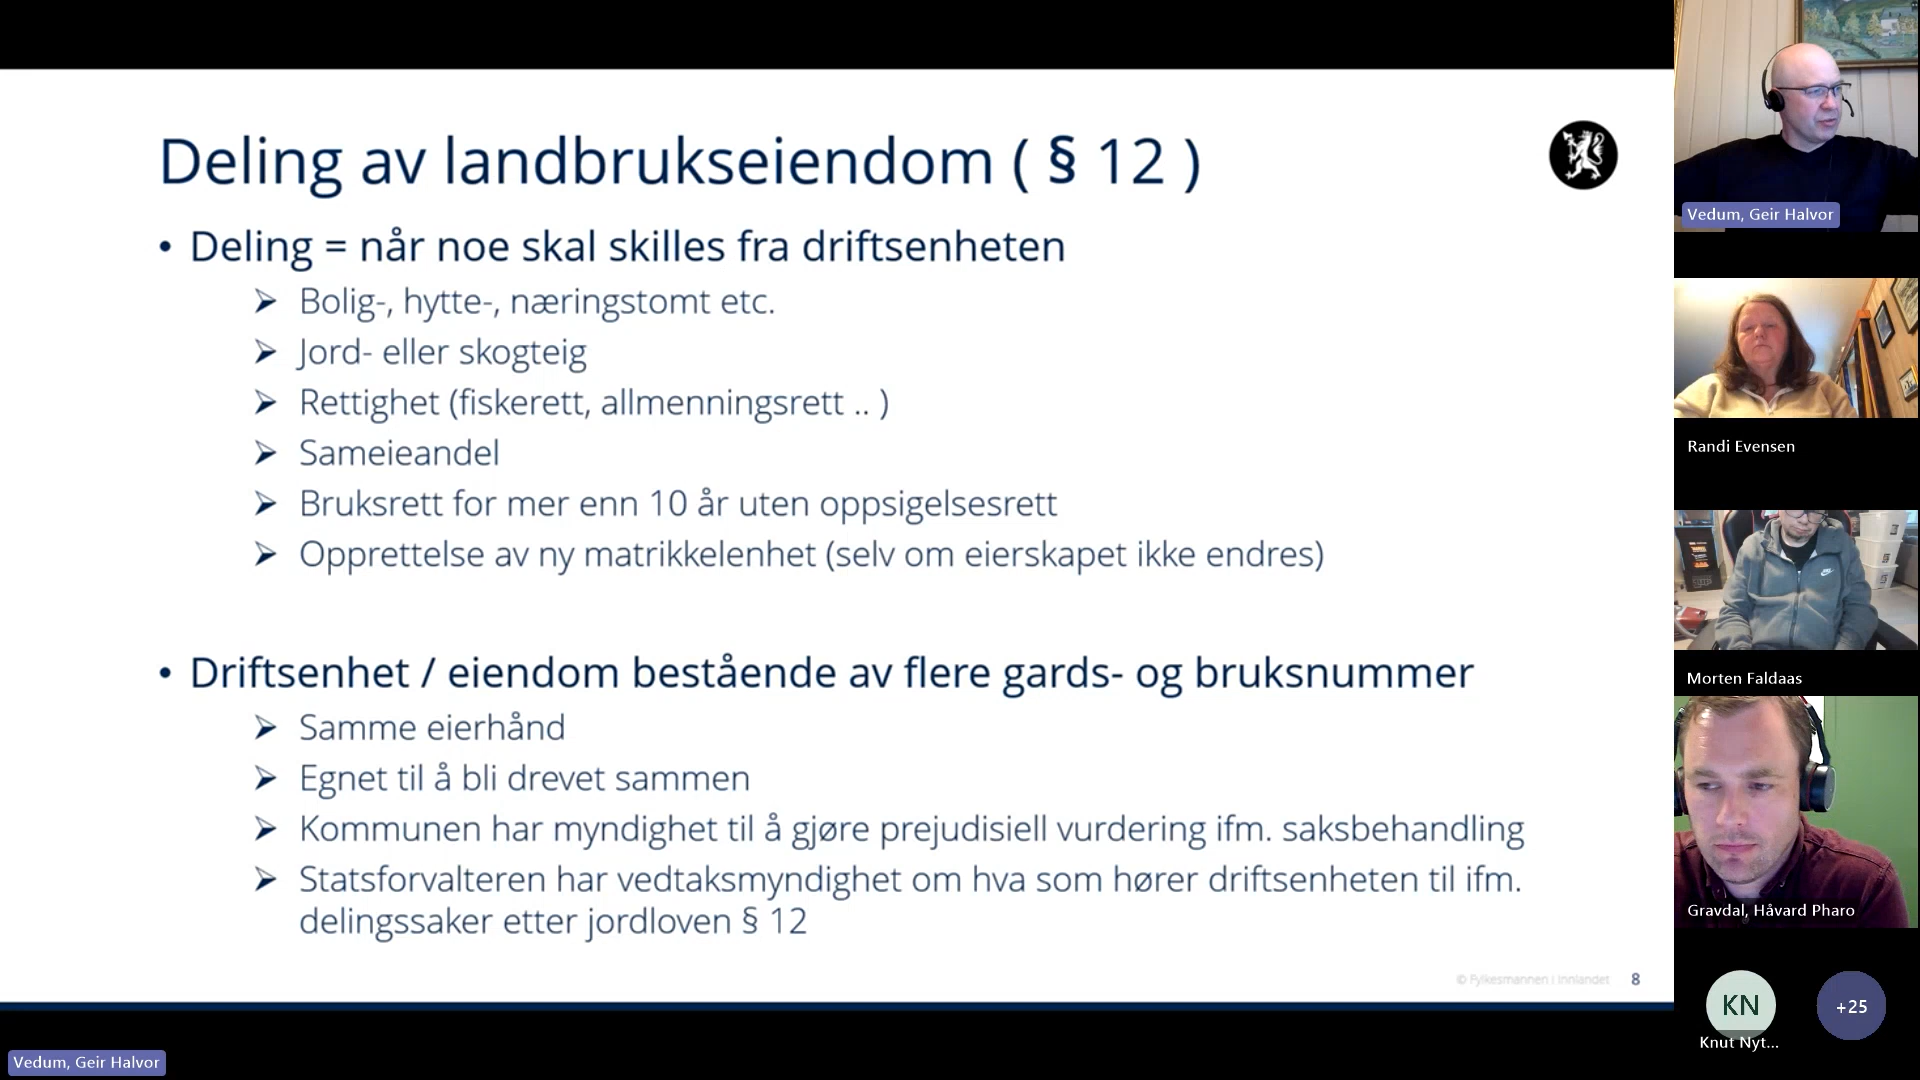 Deling av landbrukseiendom ( § 12 )
• Deling = når noe skal skilles fra driftsenheten
➢ Bolig-, hytte-, næringstomt etc.
➢ Jord- eller skogteig
➢ Rettighet (fiskerett, allmenningsrett .. )
➢ Sameieandel
➢ Bruksrett for mer enn 10 år uten oppsigelsesrett
➢ Opprettelse av ny matrikkelenhet (selv om eierskapet ikke endres)
• Driftsenhet / eiendom bestående av flere gards- og bruksnummer
➢ Samme eierhånd
➢ Egnet til å bli drevet sammen
➢ Kommunen har myndighet til å gjøre prejudisiell vurdering ifm. saksbehandling
➢ Statsforvalteren har vedtaksmyndighet om hva som hører driftsenheten til ifm.
delingssaker etter jordloven § 12
© Fylkesmannen i Innlandet 8
Vedum, Geir Halvor
Vedum, Geir Halvor
Randi Evensen
Morten Faldaas
Gravdal, Håvard Pharo
KN
+25
Knut Nyt...